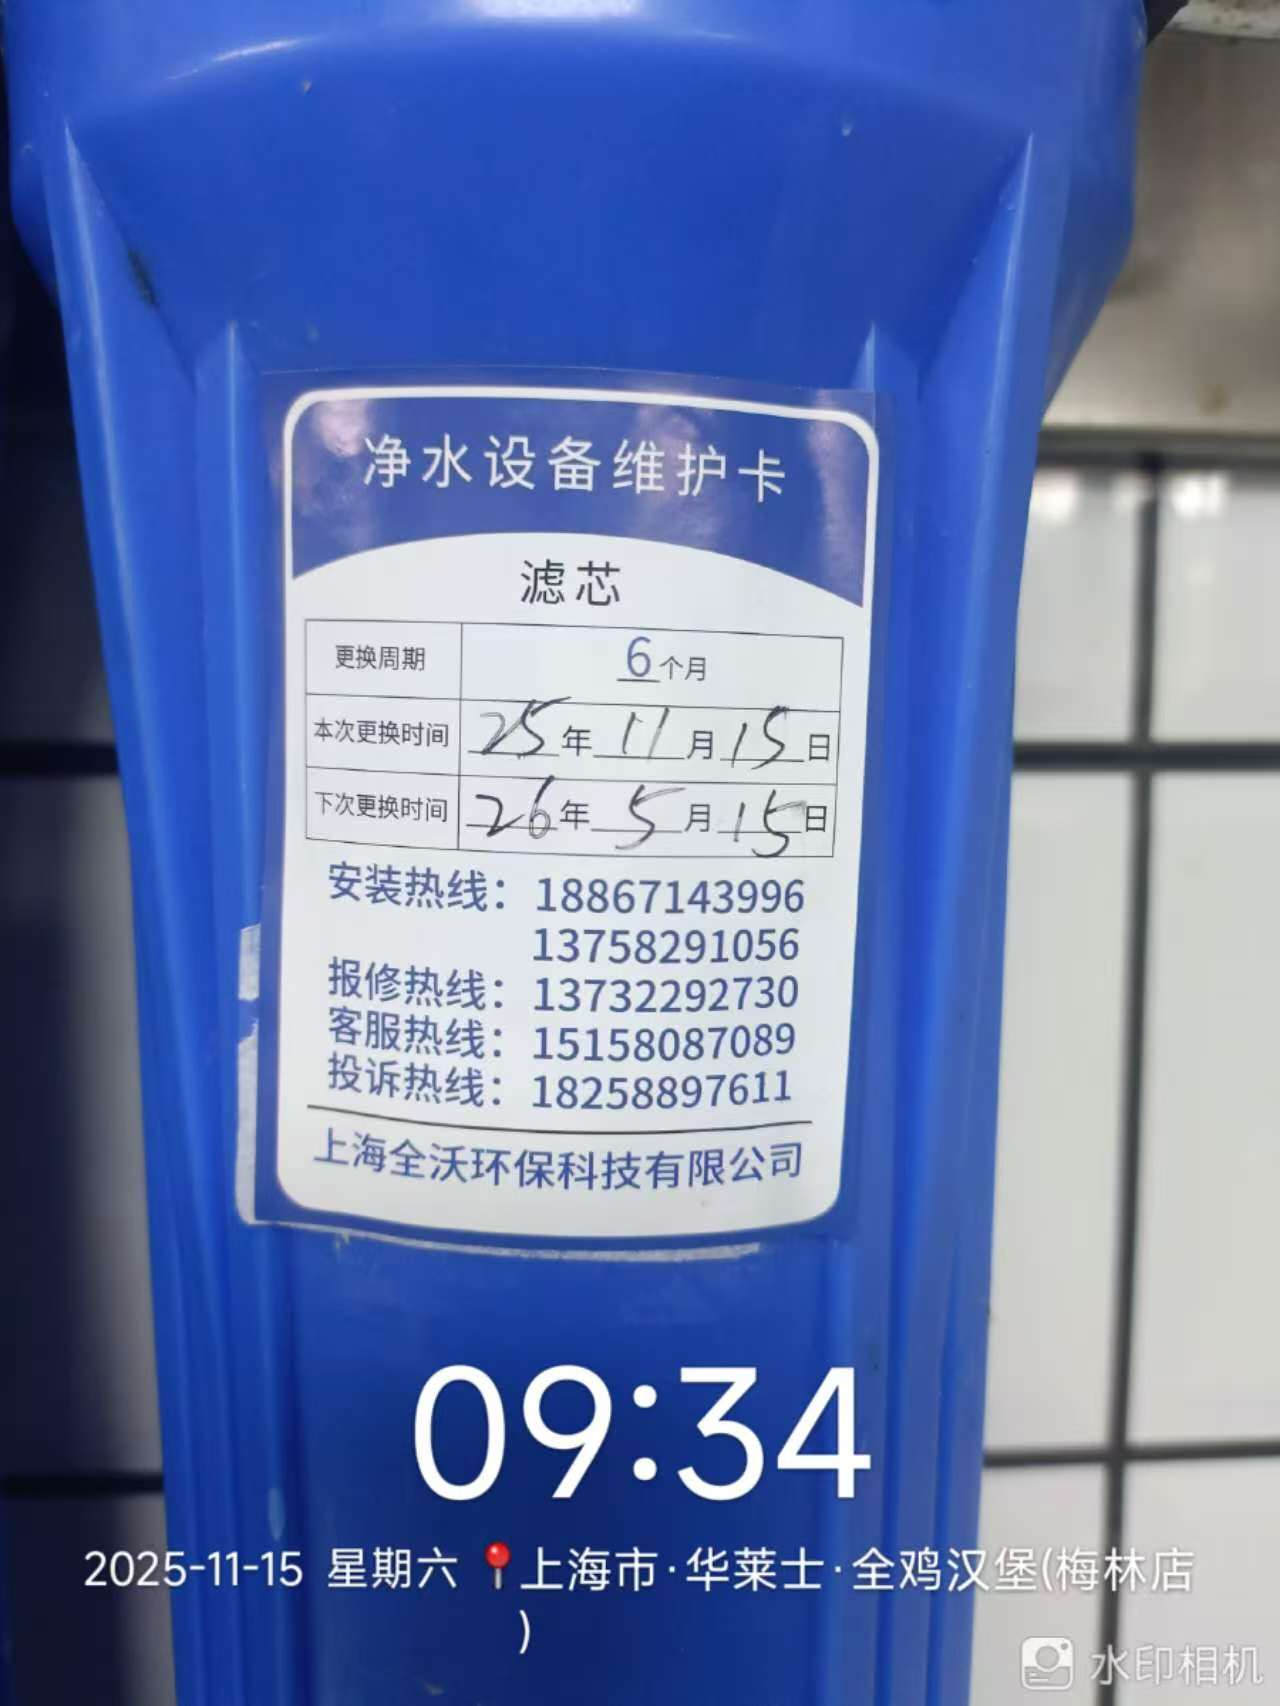 净水设备维护卡
滤芯
更换周期 6个月
本次更换时间 25年11月15日
下次更换时间 26年5月15日
安装热线：18867143996
13758291056
报修热线：13732292730
客服热线：15158087089
投诉热线：18258897611
上海全沃环保科技有限公司
09:34
2025-11-15 星期六 📍上海市·华莱士·全鸡汉堡(梅林店
)
水印相机